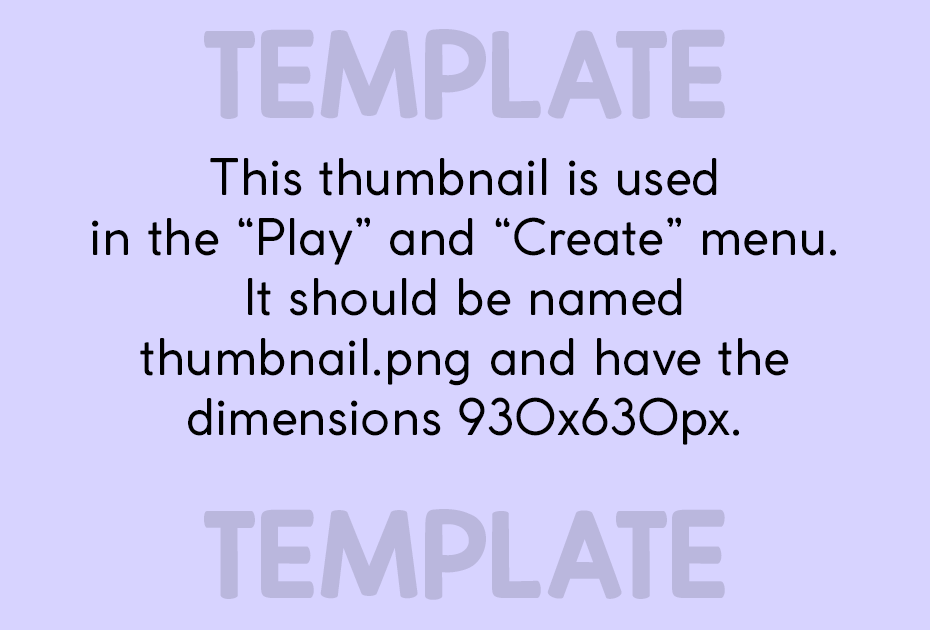 TEMPLATE
This thumbnail is used
in the “Play” and “Create” menu.
It should be named
thumbnail.png and have the
dimensions 930x630px.
TEMPLATE